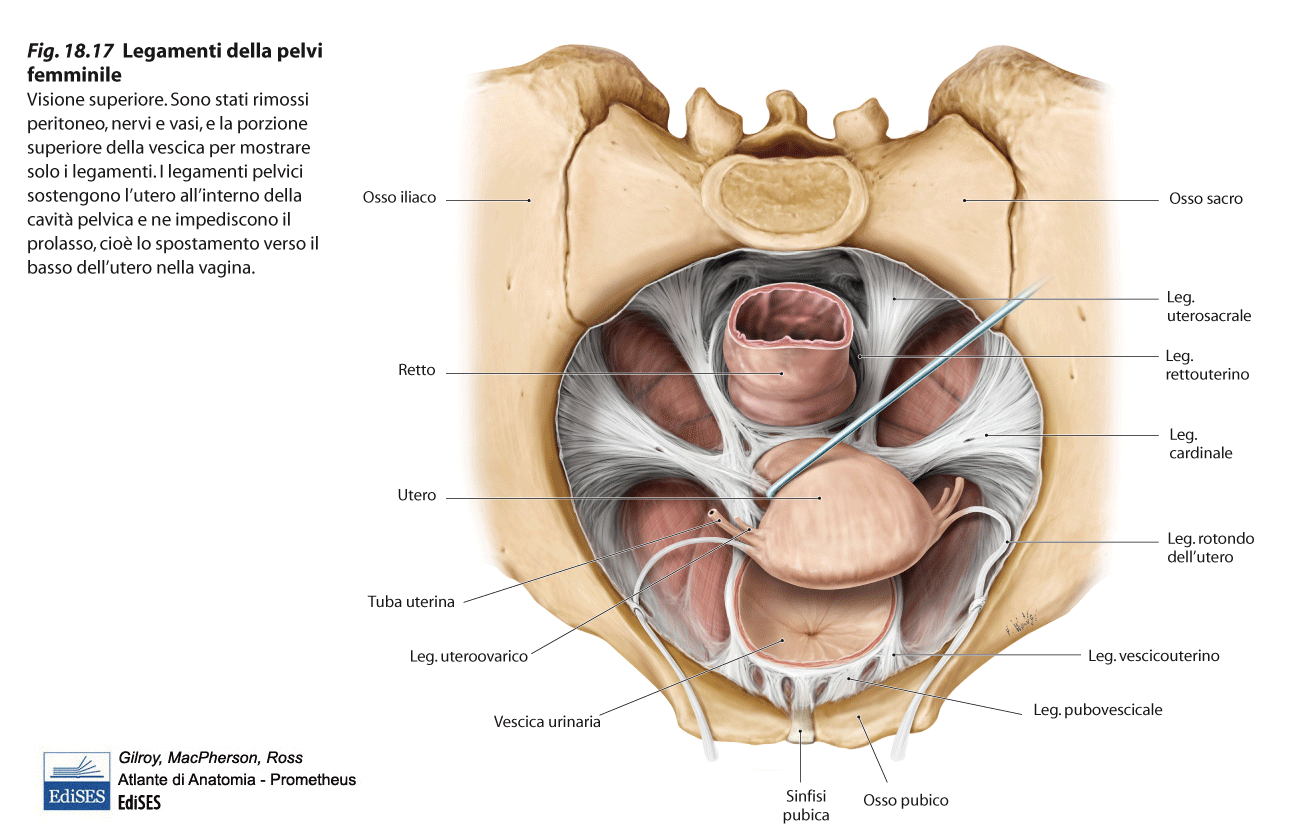 Fig. 18.17 Legamenti della pelvi
femminile
Visione superiore. Sono stati rimossi
peritoneo, nervi e vasi, e la porzione
superiore della vescica per mostrare
solo i legamenti. I legamenti pelvici
sostengono l'utero all'interno della
cavità pelvica e ne impediscono il
prolasso, cioè lo spostamento verso il
basso dell'utero nella vagina.
Osso iliaco
Osso sacro
Leg.
uterosacrale
Leg.
rettouterino
Retto
Leg.
cardinale
Utero
Leg. rotondo
dell'utero
Tuba uterina
Leg. uteroovarico
Leg. vescicouterino
Leg. pubovescicale
Vescica urinaria
Sinfisi
pubica
Osso pubico
EdiSES
Gilroy, MacPherson, Ross
Atlante di Anatomia - Prometheus
EdiSES